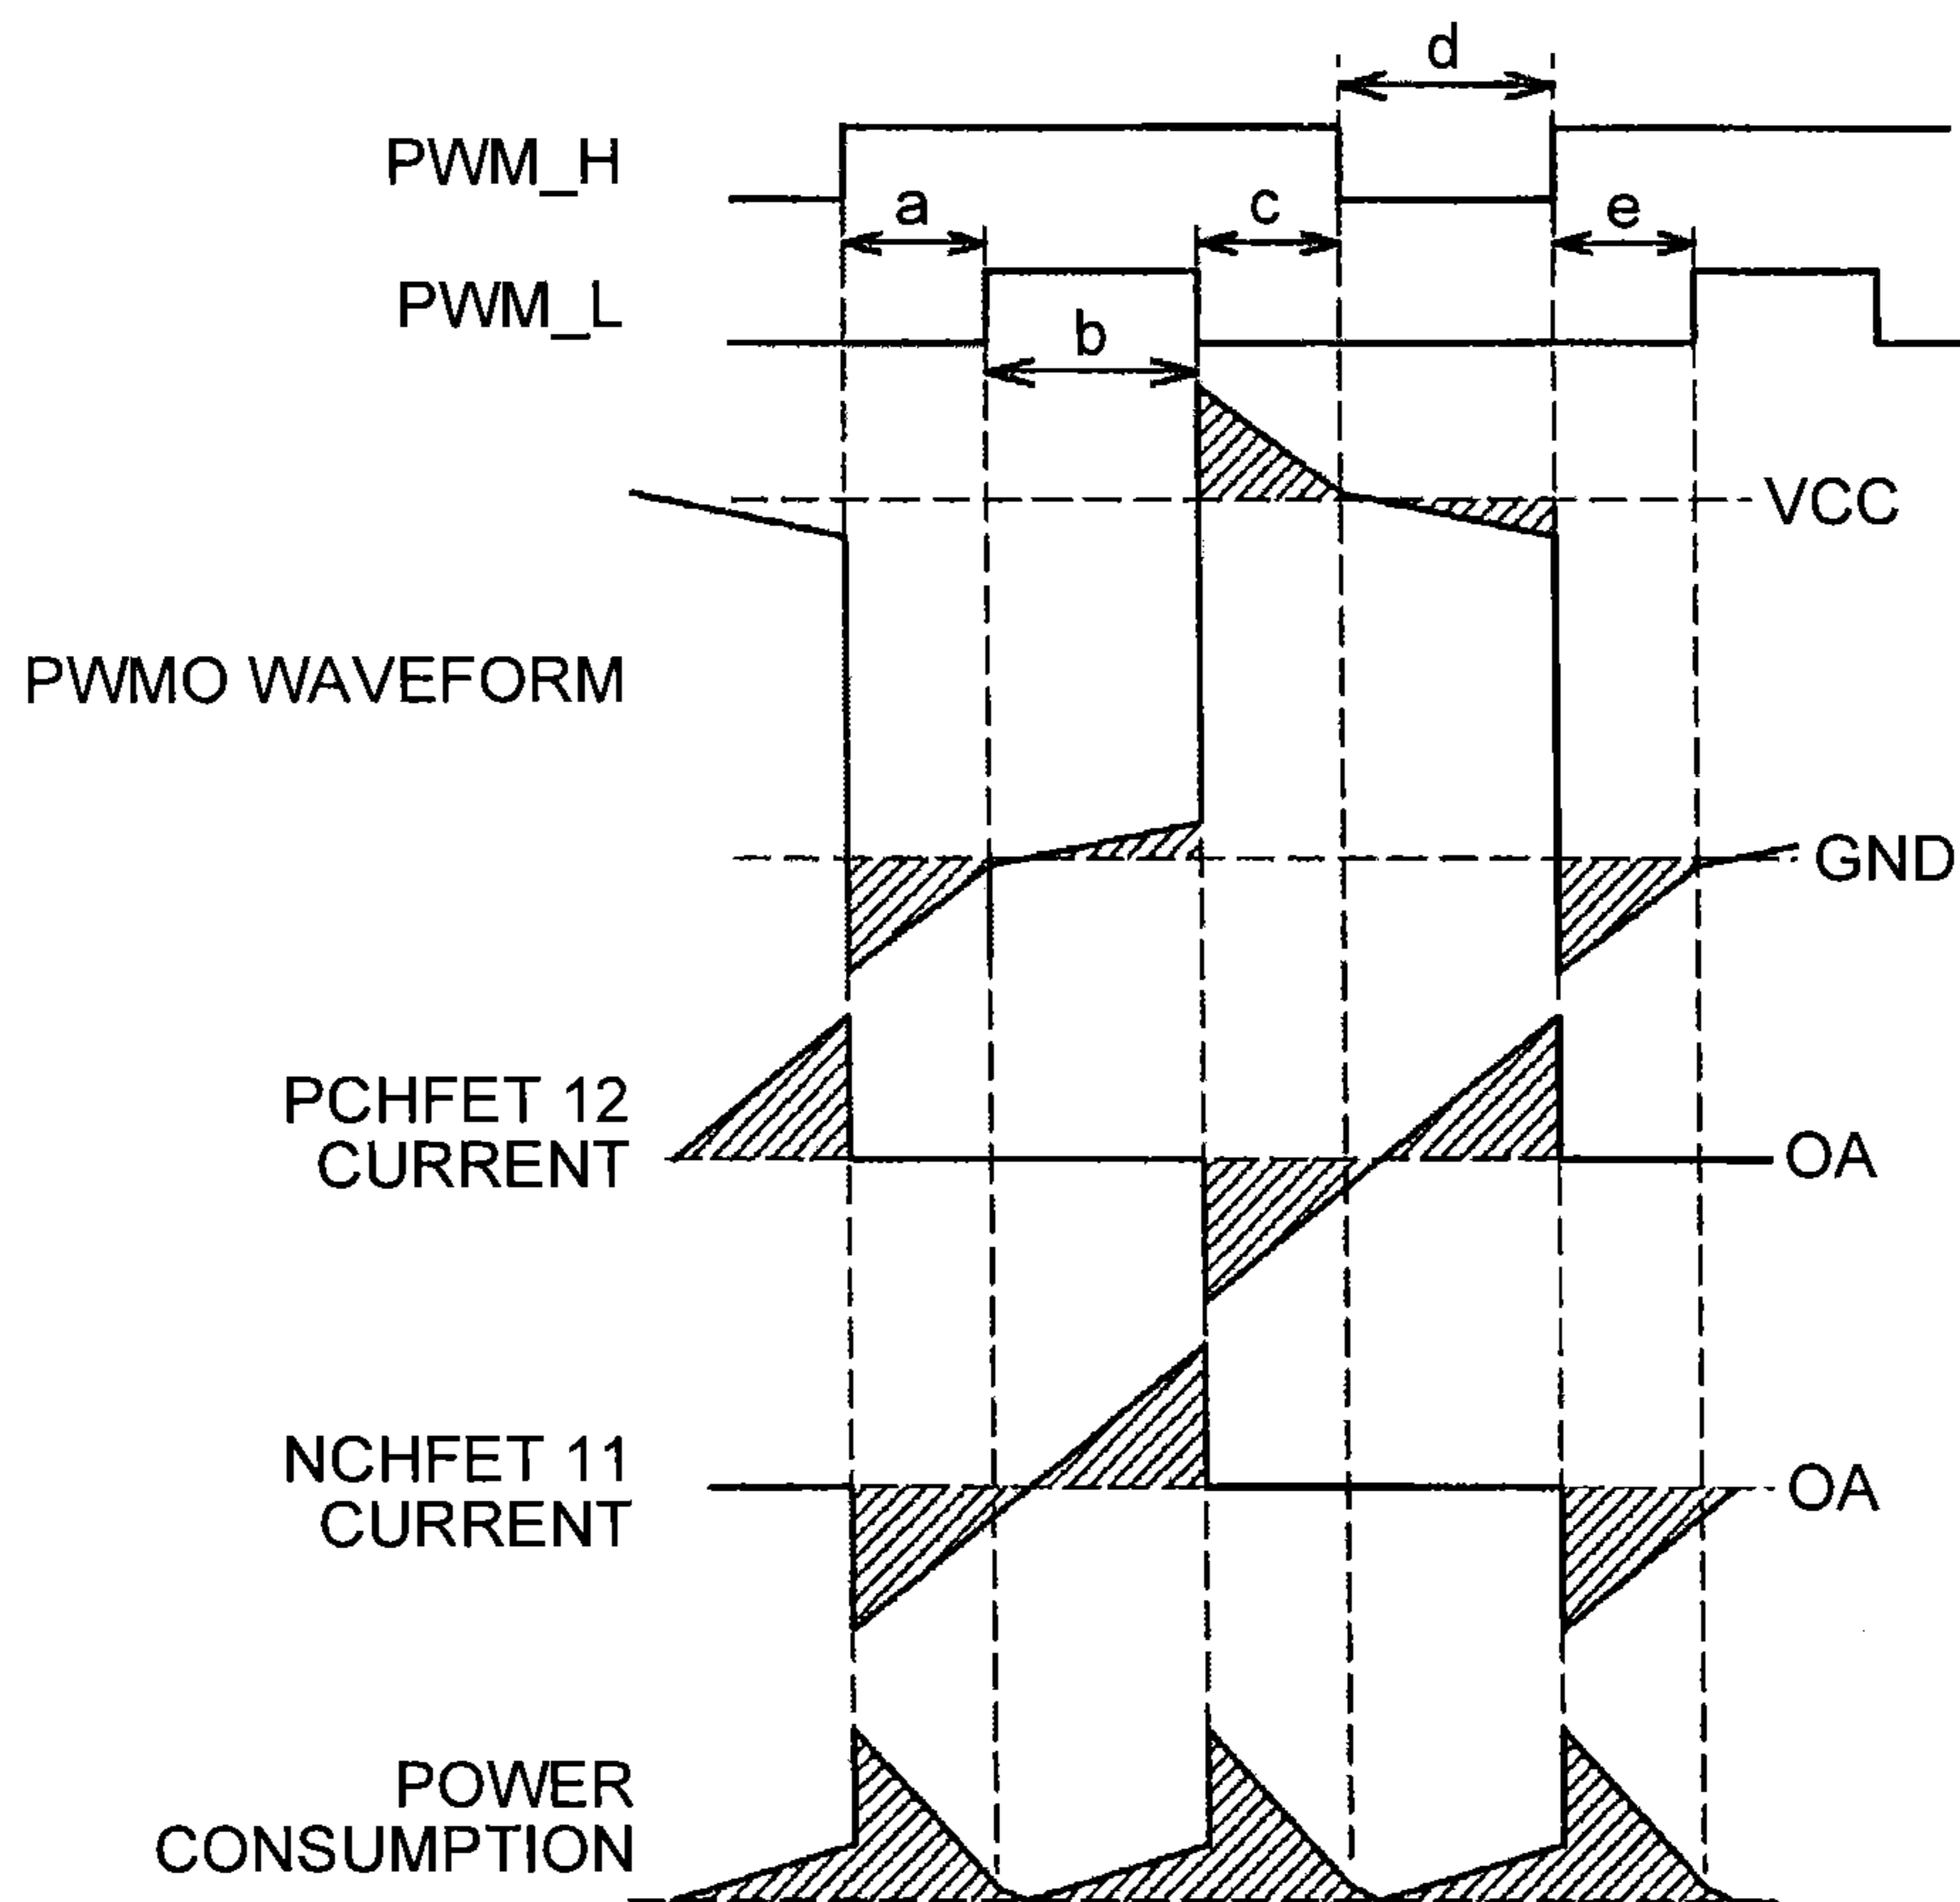 d
PWM_H
a
c
e
PWM_L
b
VCC
PWMO WAVEFORM
GND
PCHFET 12
CURRENT
OA
NCHFET 11
CURRENT
OA
POWER
CONSUMPTION